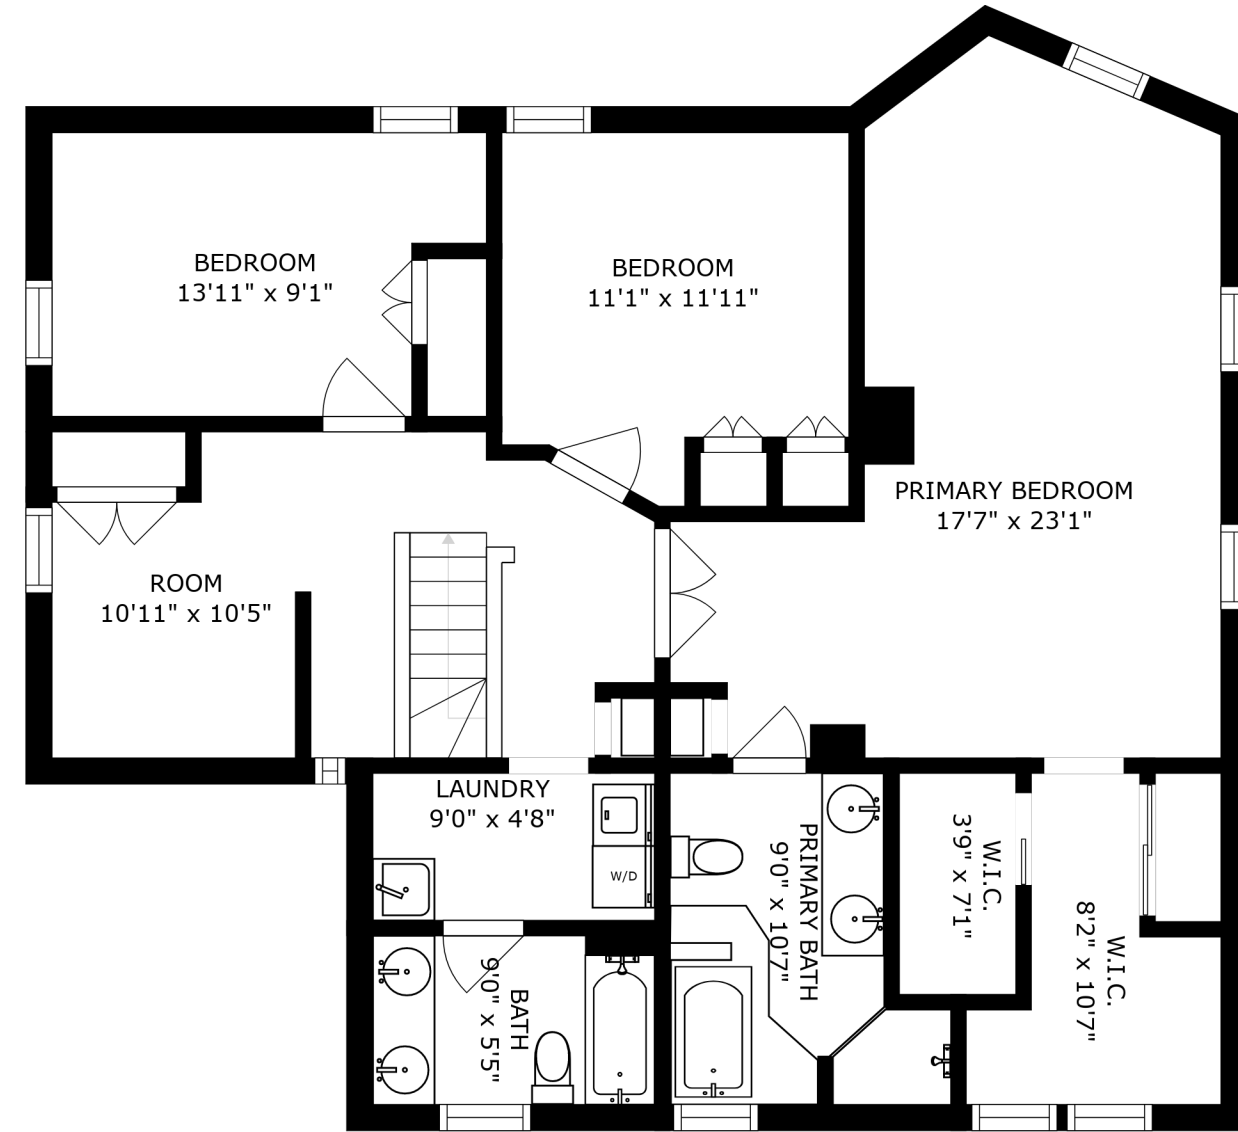 BEDROOM
13'11" x 9'1"
BEDROOM
11'1" x 11'11"
PRIMARY BEDROOM
17'7" x 23'1"
ROOM
10'11" x 10'5"
LAUNDRY
9'0" x 4'8"
W/D
PRIMARY BATH
9'0" x 10'7"
W.I.C.
3'9" x 7'1"
W.I.C.
8'2" x 10'7"
BATH
9'0" x 5'5"